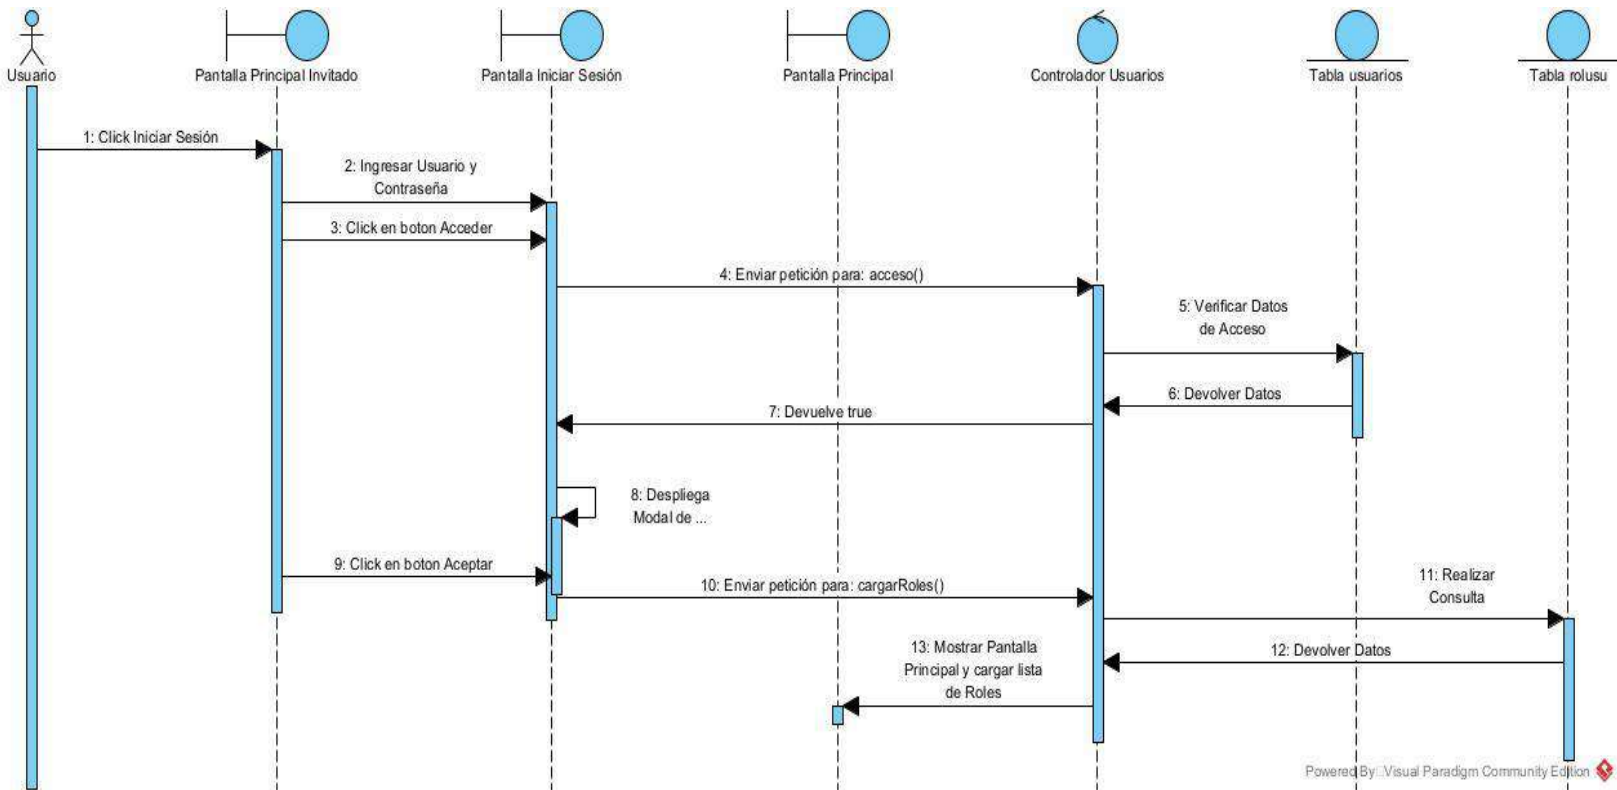 Usuario
Pantalla Principal Invitado
Pantalla Iniciar Sesión
Pantalla Principal
Controlador Usuarios
Tabla usuarios
Tabla rolusu
1: Click Iniciar Sesión
2: Ingresar Usuario y
Contraseña
3: Click en boton Acceder
4: Enviar petición para: acceso()
5: Verificar Datos
de Acceso
6: Devolver Datos
7: Devuelve true
8: Despliega
Modal de ...
9: Click en boton Aceptar
10: Enviar petición para: cargarRoles()
11: Realizar
Consulta
12: Devolver Datos
13: Mostrar Pantalla
Principal y cargar lista
de Roles
Powered By Visual Paradigm Community Edition